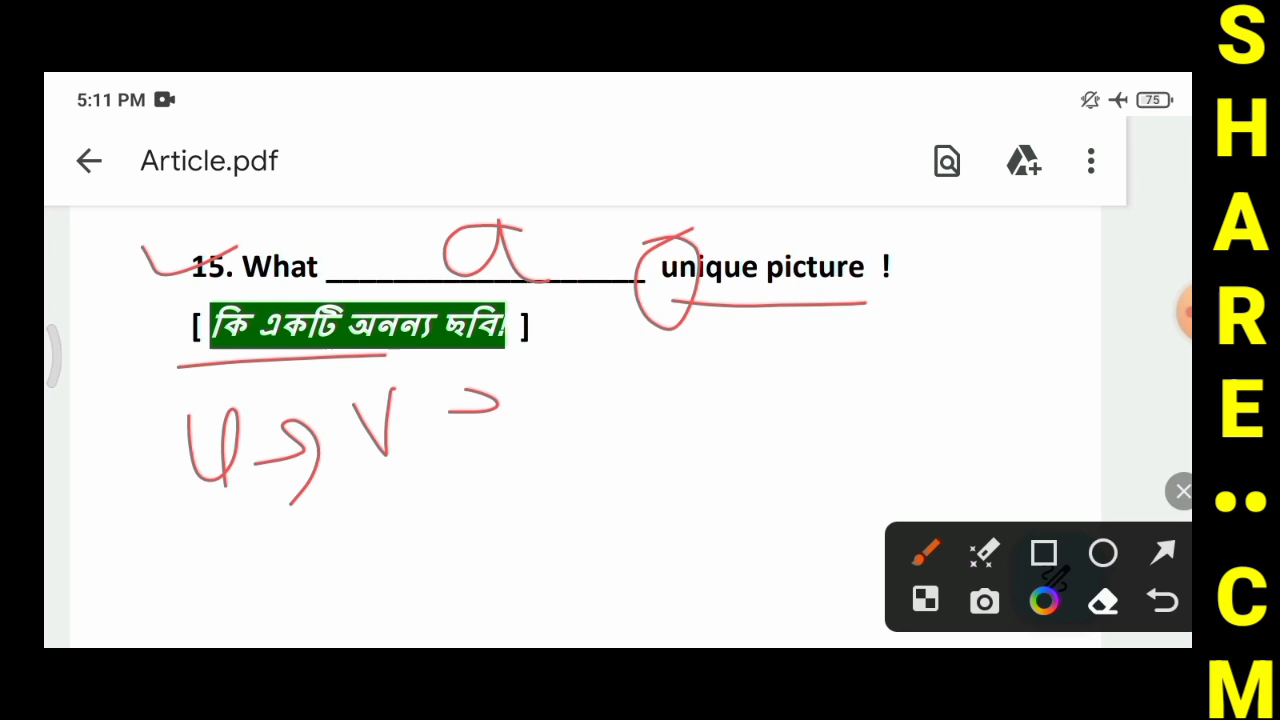 5:11 PM 75
Article.pdf
15. What ____________________ unique picture !
a
[ কি একটি অনন্য ছবি! ]
u → V
SHARE •• CM